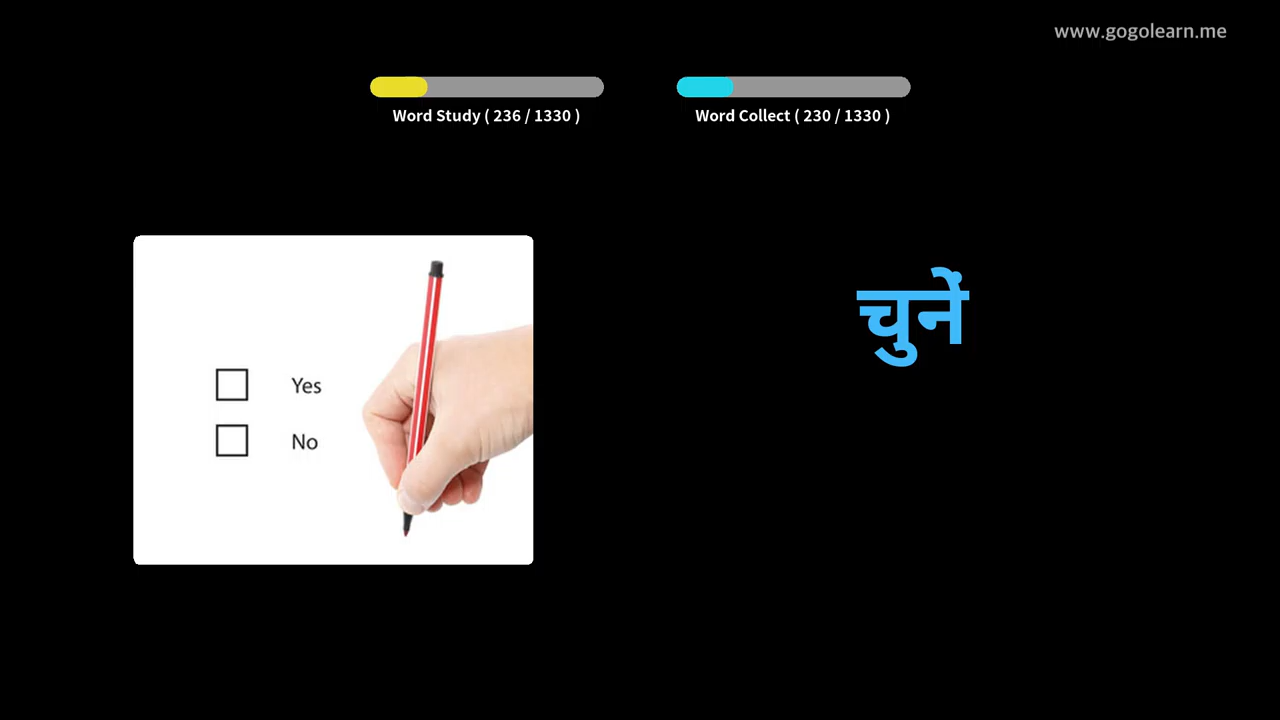 www.gogolearn.me
Word Study ( 236 / 1330 )
Word Collect ( 230 / 1330 )
चुनें
Yes
No